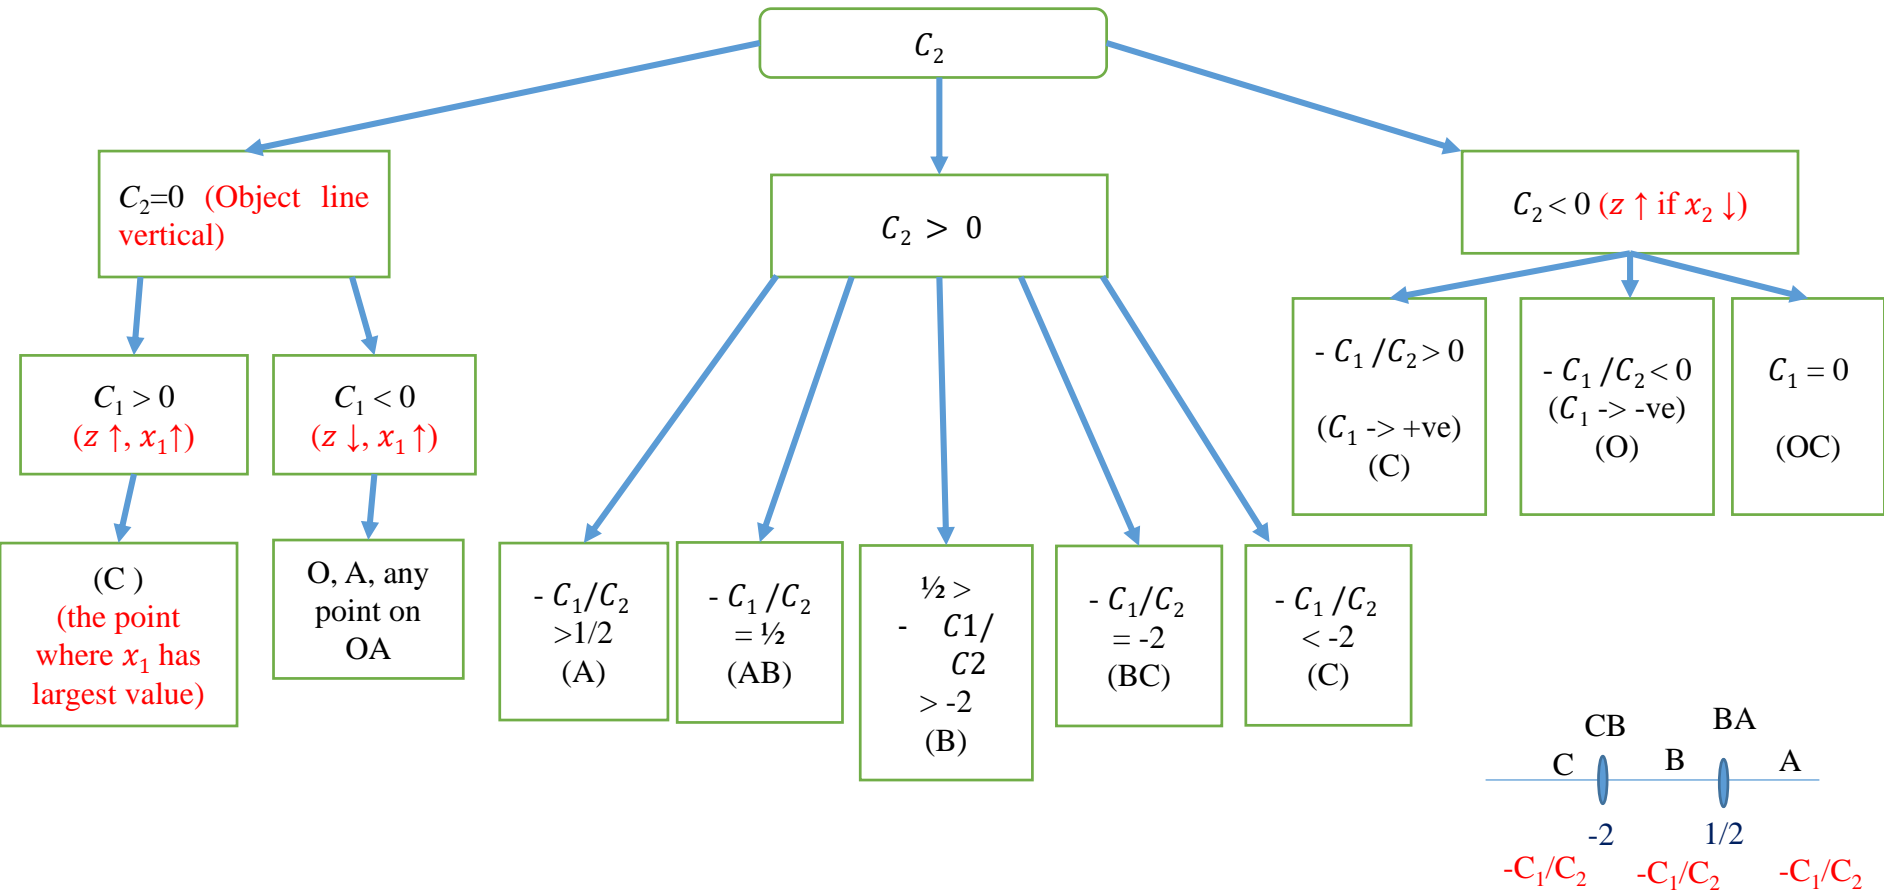 C₂
C₂=0 (Object line
vertical)
C₂ > 0
C₂ < 0 (z ↑ if x₂ ↓)
C₁ > 0
(z ↑, x₁↑)
C₁ < 0
(z ↓, x₁ ↑)
- C₁ /C₂ > 0
(C₁ -> +ve)
(C)
- C₁ /C₂ < 0
(C₁ -> -ve)
(O)
C₁ = 0
(OC)
(C )
(the point
where x₁ has
largest value)
O, A, any
point on
OA
- C₁/C₂
>1/2
(A)
- C₁ /C₂
= ½
(AB)
½ >
- C1/
C2
> -2
(B)
- C₁/C₂
= -2
(BC)
- C₁ /C₂
< -2
(C)
CB BA
C B A
-2 1/2
-C₁/C₂ -C₁/C₂ -C₁/C₂